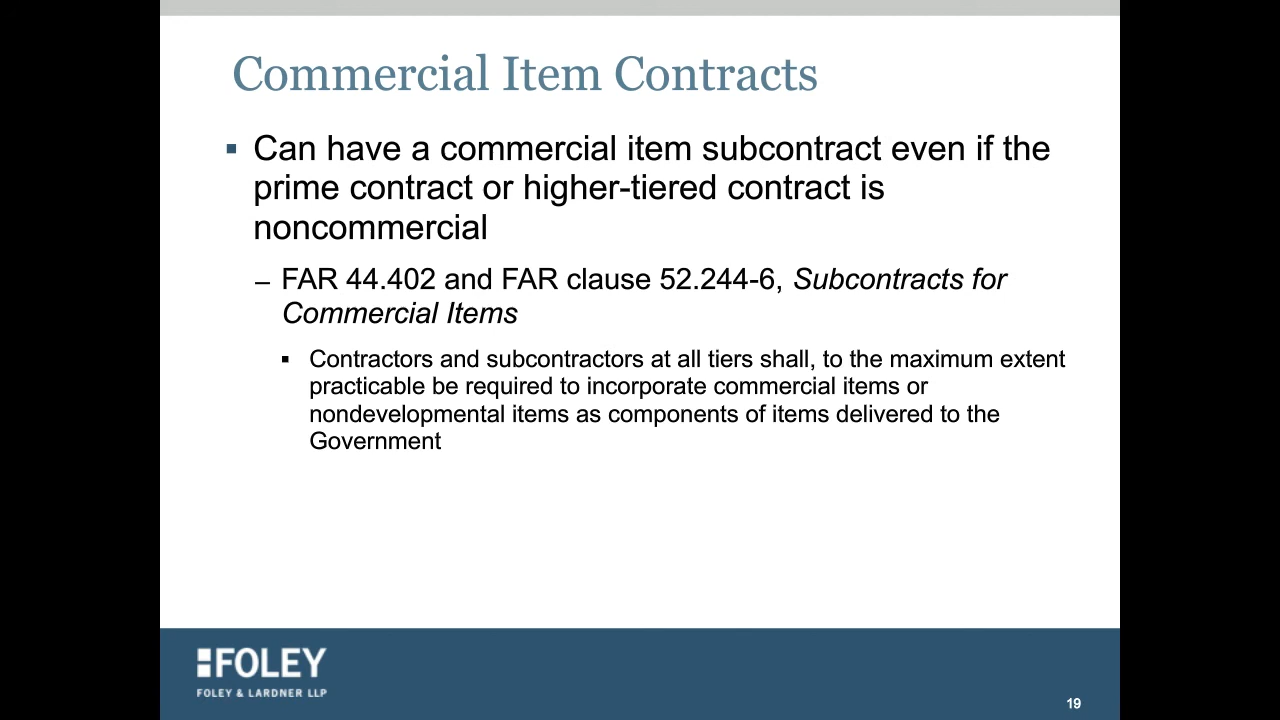 Commercial Item Contracts
▪ Can have a commercial item subcontract even if the
prime contract or higher-tiered contract is
noncommercial
– FAR 44.402 and FAR clause 52.244-6, Subcontracts for
Commercial Items
▪ Contractors and subcontractors at all tiers shall, to the maximum extent
practicable be required to incorporate commercial items or
nondevelopmental items as components of items delivered to the
Government
FOLEY
FOLEY & LARDNER LLP
19